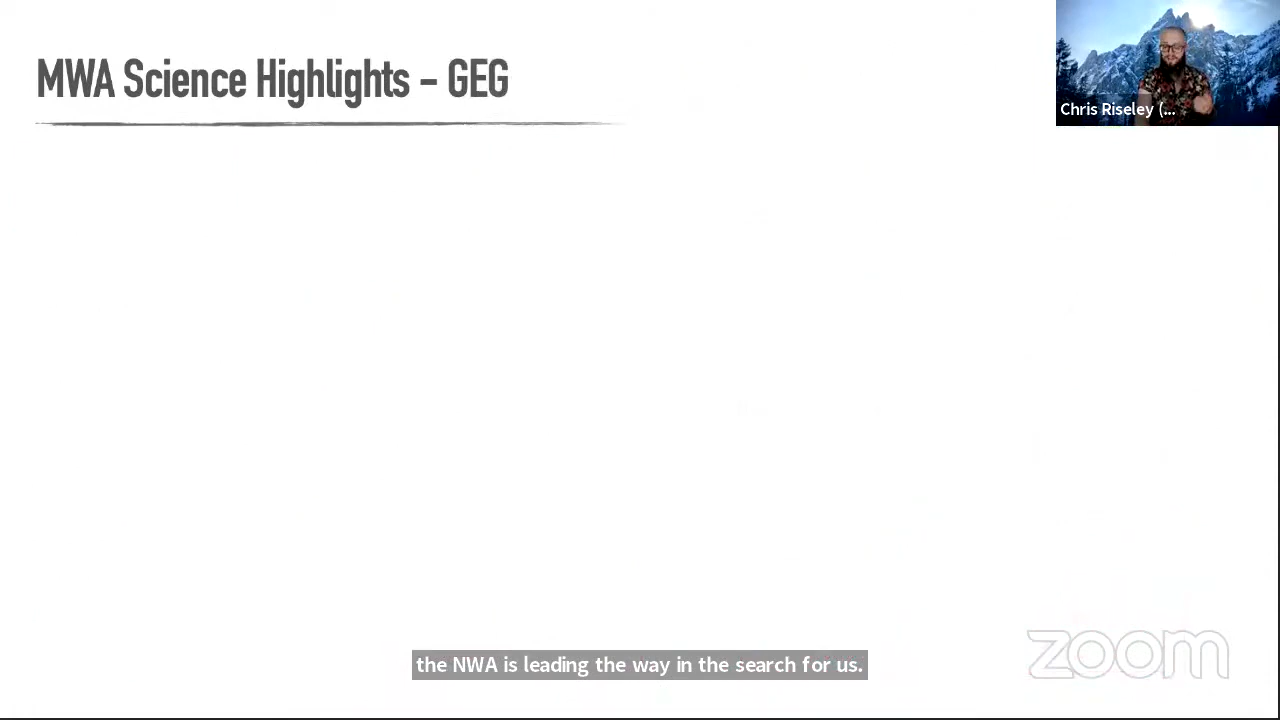 MWA Science Highlights - GEG
Chris Riseley (...
the NWA is leading the way in the search for us.
zoom